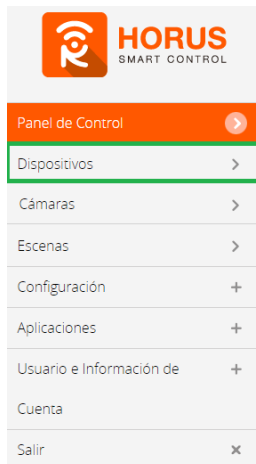 HORUS
SMART CONTROL
Panel de Control
Dispositivos
Cámaras
Escenas
Configuración
Aplicaciones
Usuario e Información de
Cuenta
Salir